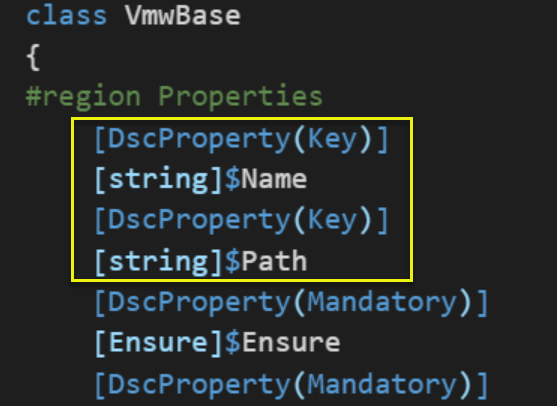 class VmwBase
{
#region Properties
[DscProperty(Key)]
[string]$Name
[DscProperty(Key)]
[string]$Path
[DscProperty(Mandatory)]
[Ensure]$Ensure
[DscProperty(Mandatory)]